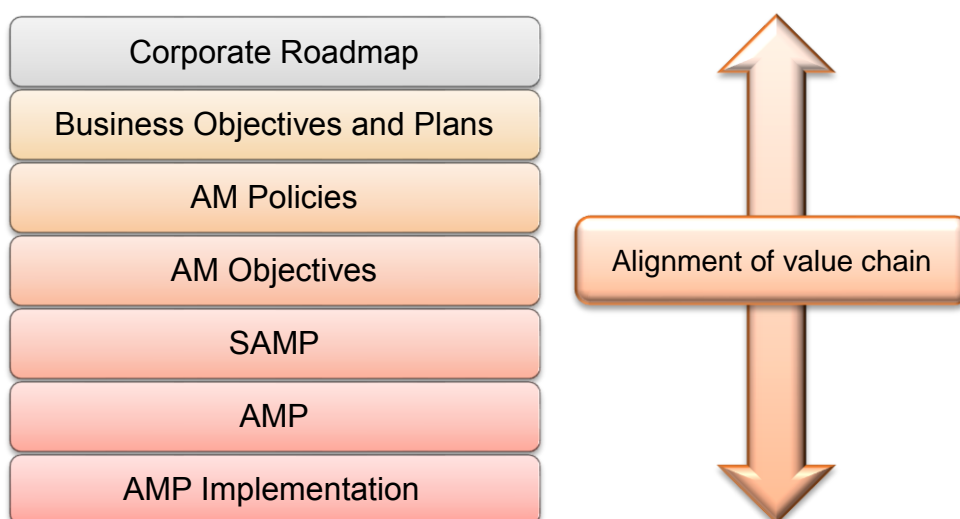 Corporate Roadmap
Business Objectives and Plans
AM Policies
AM Objectives
SAMP
AMP
AMP Implementation
Alignment of value chain